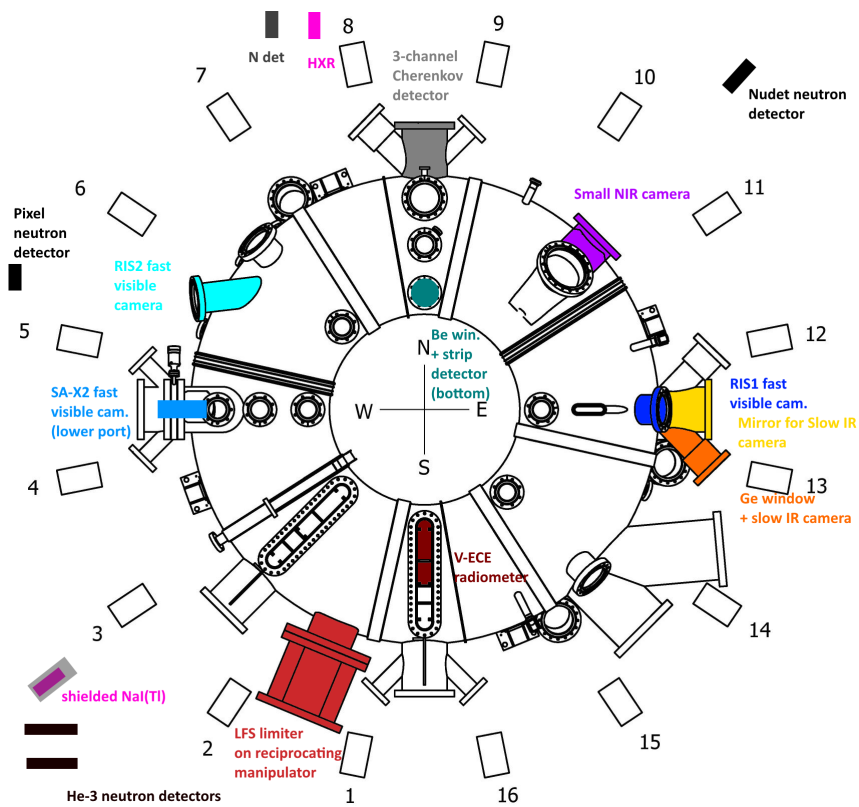 8
9
N det
HXR
3-channel
Cherenkov
detector
7
10
Nudet neutron
detector
6
11
Small NIR camera
Pixel
neutron
detector
RIS2 fast
visible
camera
5
12
Be win.
+ strip
detector
(bottom)
N
W
E
S
SA-X2 fast
visible cam.
(lower port)
RIS1 fast
visible cam.
Mirror for Slow IR
camera
4
13
Ge window
+ slow IR camera
V-ECE
radiometer
3
14
shielded NaI(Tl)
2
15
LFS limiter
on reciprocating
manipulator
He-3 neutron detectors
1
16